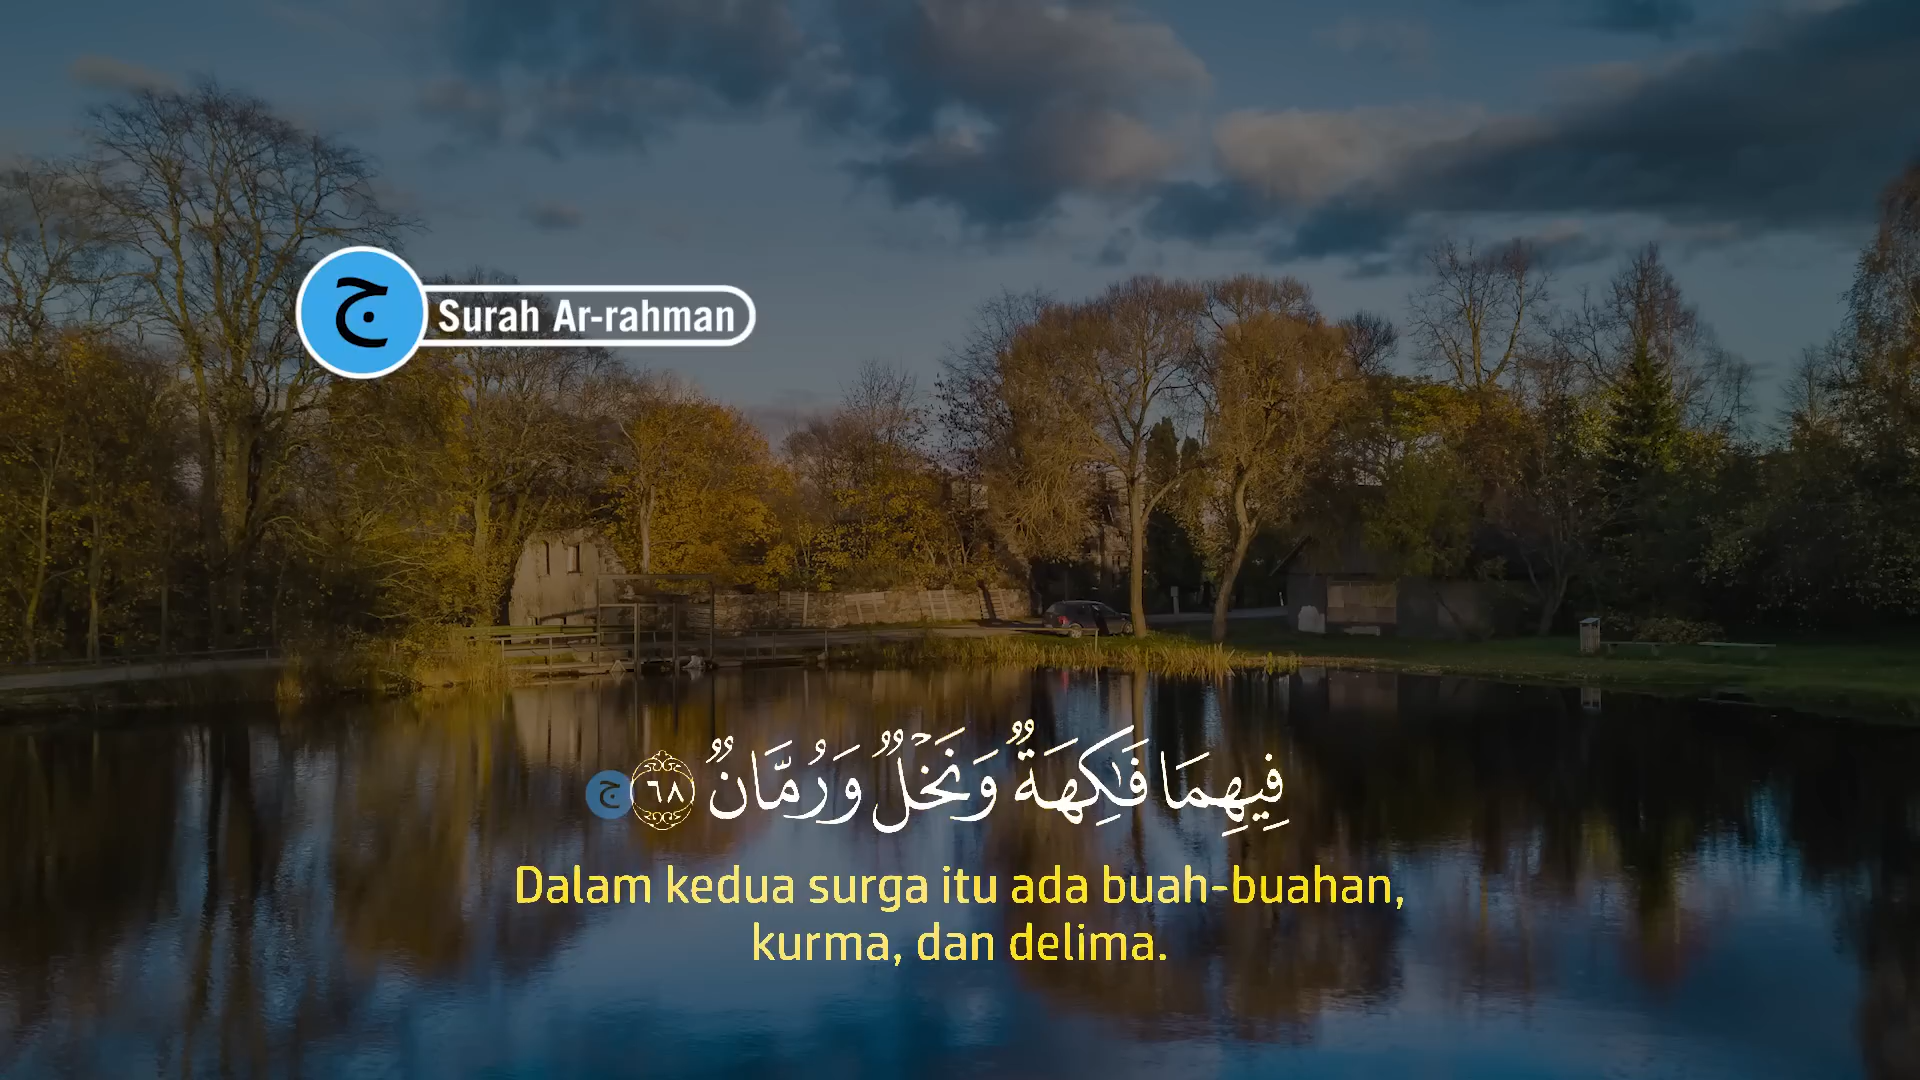 ج
Surah Ar-rahman
فِيهِمَا فَٰكِهَةٌ وَنَخْلٌ وَرُمَّانٌ ٦٨ ج
Dalam kedua surga itu ada buah-buahan,
kurma, dan delima.